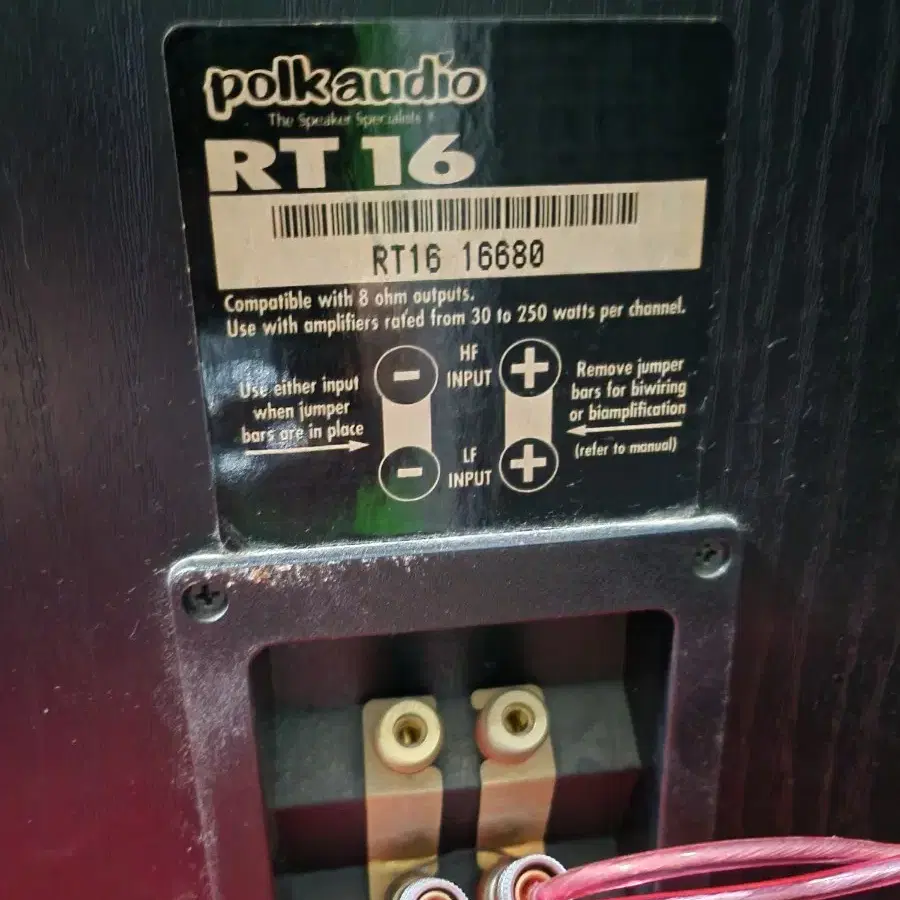 polkaudio
The Speaker Specialists ®
RT 16
RT16 16680
Compatible with 8 ohm outputs.
Use with amplifiers rated from 30 to 250 watts per channel.
Use either input
when jumper
bars are in place
- HF +
INPUT
- LF +
INPUT
Remove jumper
bars for biwiring
or biamplification
(refer to manual)